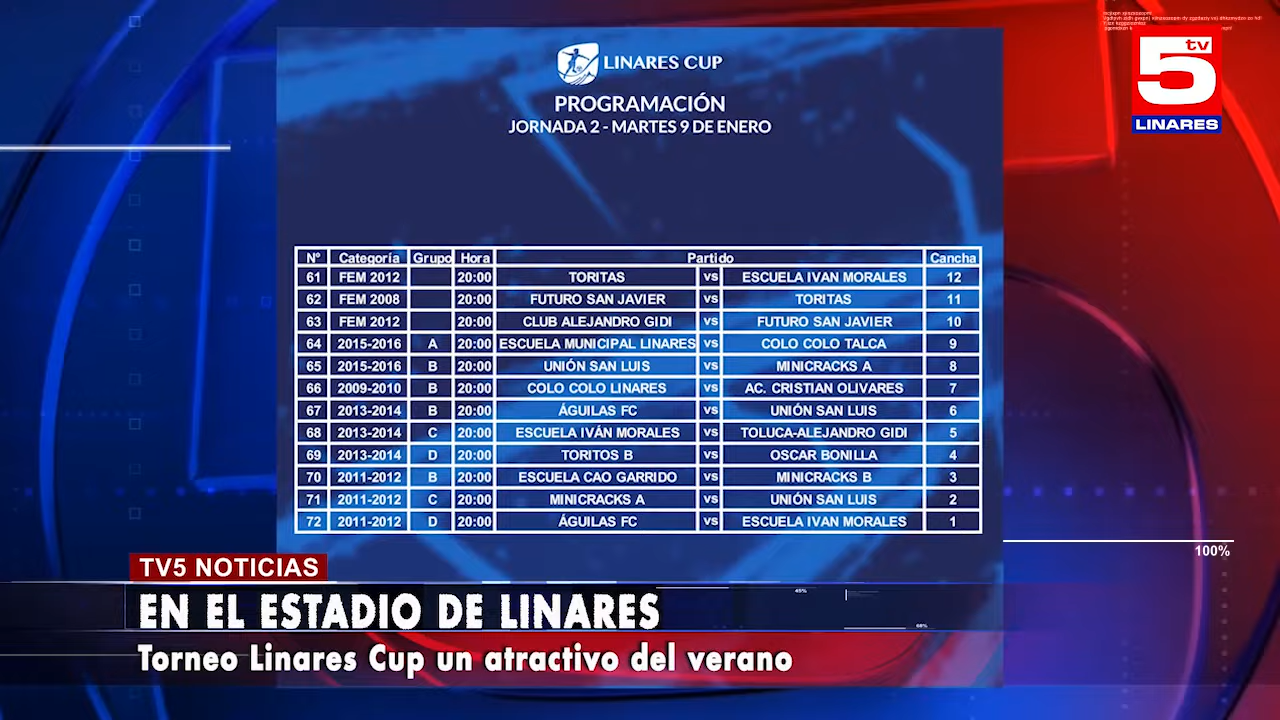 5 tv
LINARES
LINARES CUP
PROGRAMACIÓN
JORNADA 2 - MARTES 9 DE ENERO
Nº Categoría Grupo Hora Partido Cancha
61 FEM 2012 20:00 TORITAS vs ESCUELA IVAN MORALES 12
62 FEM 2008 20:00 FUTURO SAN JAVIER vs TORITAS 11
63 FEM 2012 20:00 CLUB ALEJANDRO GIDI vs FUTURO SAN JAVIER 10
64 2015-2016 A 20:00 ESCUELA MUNICIPAL LINARES vs COLO COLO TALCA 9
65 2015-2016 B 20:00 UNIÓN SAN LUIS vs MINICRACKS A 8
66 2009-2010 B 20:00 COLO COLO LINARES vs AC. CRISTIAN OLIVARES 7
67 2013-2014 B 20:00 ÁGUILAS FC vs UNIÓN SAN LUIS 6
68 2013-2014 C 20:00 ESCUELA IVÁN MORALES vs TOLUCA-ALEJANDRO GIDI 5
69 2013-2014 D 20:00 TORITOS B vs OSCAR BONILLA 4
70 2011-2012 B 20:00 ESCUELA CAO GARRIDO vs MINICRACKS B 3
71 2011-2012 C 20:00 MINICRACKS A vs UNIÓN SAN LUIS 2
72 2011-2012 D 20:00 ÁGUILAS FC vs ESCUELA IVAN MORALES 1
100%
TV5 NOTICIAS
EN EL ESTADIO DE LINARES
Torneo Linares Cup un atractivo del verano